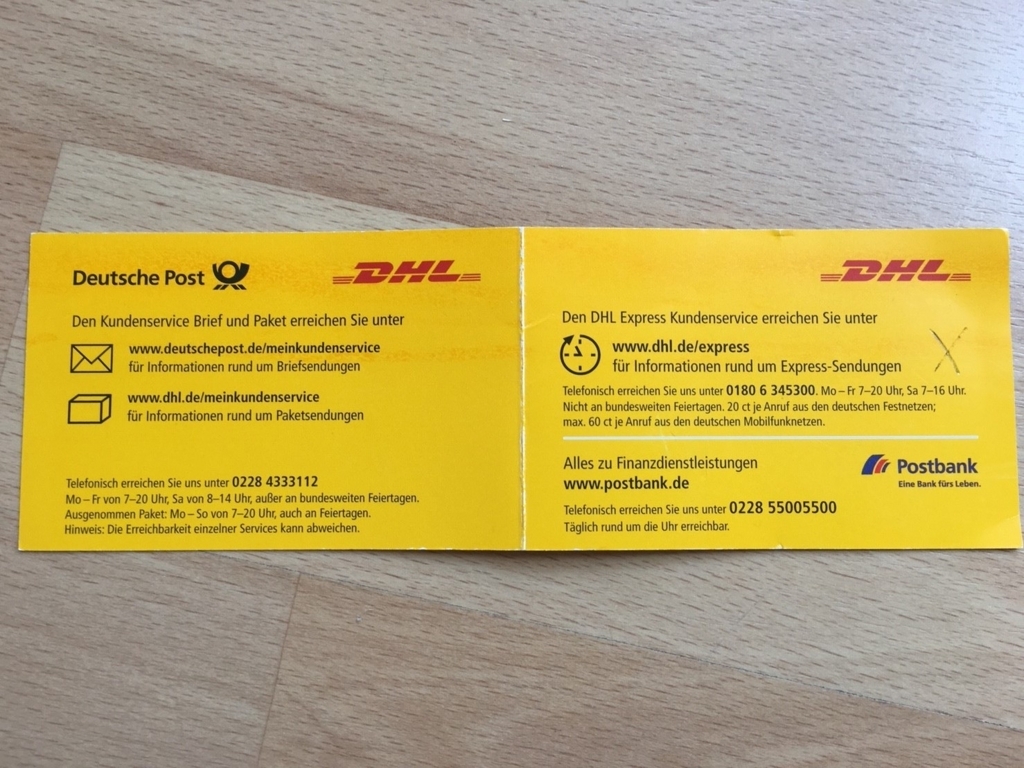 Deutsche Post
DHL
Den Kundenservice Brief und Paket erreichen Sie unter
www.deutschepost.de/meinkundenservice
für Informationen rund um Briefsendungen
www.dhl.de/meinkundenservice
für Informationen rund um Paketsendungen
Telefonisch erreichen Sie uns unter 0228 4333112
Mo – Fr von 7–20 Uhr, Sa von 8–14 Uhr, außer an bundesweiten Feiertagen.
Ausgenommen Paket: Mo – So von 7–20 Uhr, auch an Feiertagen.
Hinweis: Die Erreichbarkeit einzelner Services kann abweichen.
DHL
Den DHL Express Kundenservice erreichen Sie unter
www.dhl.de/express
für Informationen rund um Express-Sendungen
X
Telefonisch erreichen Sie uns unter 0180 6 345300. Mo – Fr 7–20 Uhr, Sa 7–16 Uhr.
Nicht an bundesweiten Feiertagen. 20 ct je Anruf aus den deutschen Festnetzen;
max. 60 ct je Anruf aus den deutschen Mobilfunknetzen.
Alles zu Finanzdienstleistungen
www.postbank.de
Postbank
Eine Bank fürs Leben.
Telefonisch erreichen Sie uns unter 0228 55005500
Täglich rund um die Uhr erreichbar.